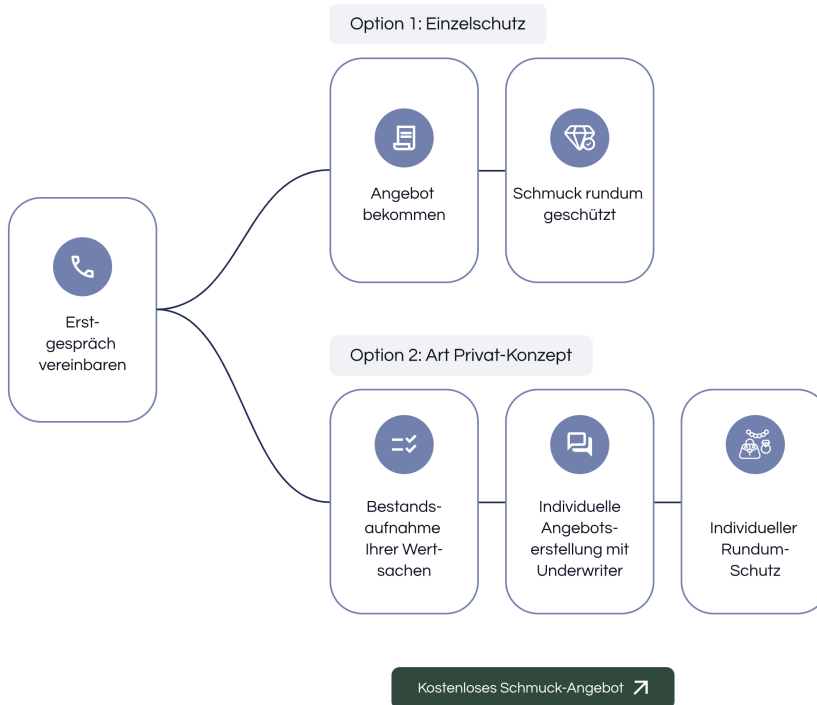 Option 1: Einzelschutz
Angebot
bekommen
Schmuck rundum
geschützt
Erst-
gespräch
vereinbaren
Option 2: Art Privat-Konzept
Bestands-
aufnahme
Ihrer Wert-
sachen
Individuelle
Angebots-
erstellung mit
Underwriter
Individueller
Rundum-
Schutz
Kostenloses Schmuck-Angebot